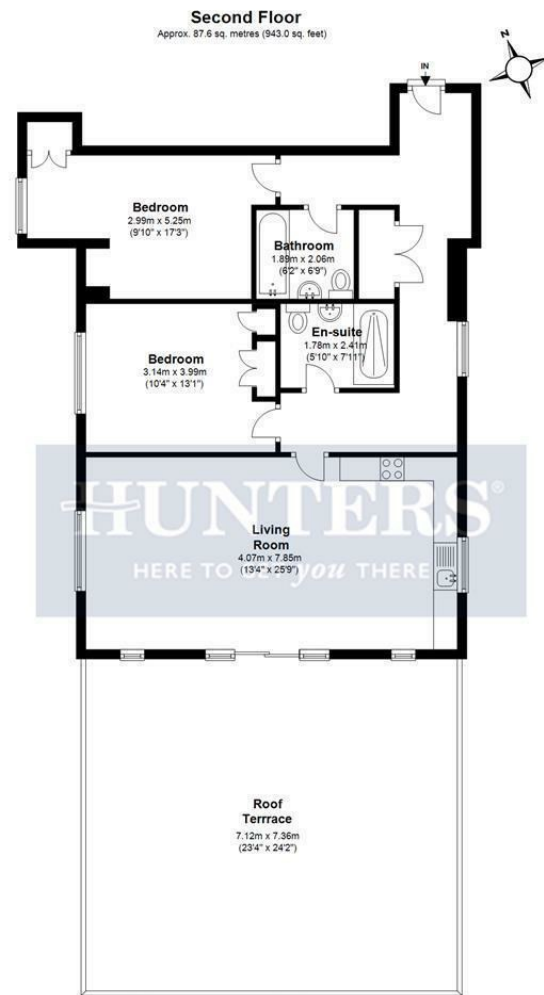 Second Floor
Approx. 87.6 sq. metres (943.0 sq. feet)
N
IN
Bedroom
2.99m x 5.25m
(9'10" x 17'3")
Bathroom
1.89m x 2.06m
(6'2" x 6'9")
En-suite
1.78m x 2.41m
(5'10" x 7'11")
Bedroom
3.14m x 3.99m
(10'4" x 13'1")
HUNTERS®
HERE TO GET you THERE
Living
Room
4.07m x 7.85m
(13'4" x 25'9")
Roof
Terrrace
7.12m x 7.36m
(23'4" x 24'2")